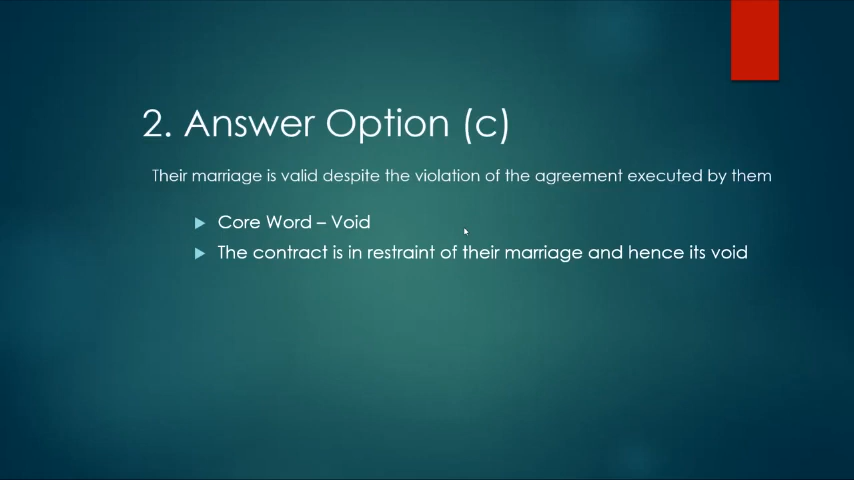 2. Answer Option (c)
Their marriage is valid despite the violation of the agreement executed by them
Core Word – Void
The contract is in restraint of their marriage and hence its void